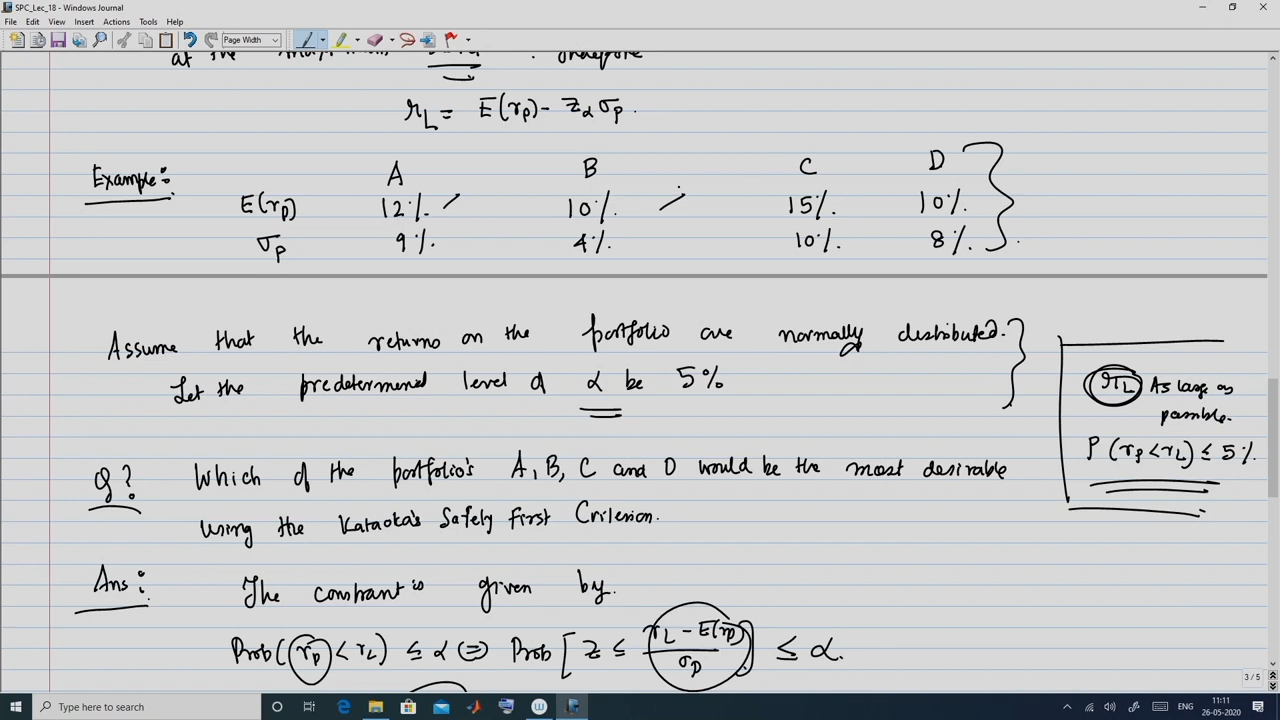 SPC_Lec_18 - Windows Journal
File Edit View Insert Actions Tools Help
Page Width
at the
r_L = E(r_p) - z_α σ_p.
Example: A B C D
E(r_p) 12%. 10%. 15%. 10%.
σ_p 9%. 4%. 10%. 8%.
Assume that the returns on the portfolio are normally distributed.
Let the predetermined level of α be 5%
r_L As large as
possible.
P(r_p < r_L) ≤ 5%.
Q? Which of the portfolio's A, B, C and D would be the most desirable
using the Kataoka's Safety First Criterion.
Ans: The constraint is given by.
Prob(r_p < r_L) ≤ α ⇔ Prob[Z ≤ (r_L - E(r_p))/σ_p] ≤ α.
3 / 5
Type here to search
ENG
11:11
26-05-2020